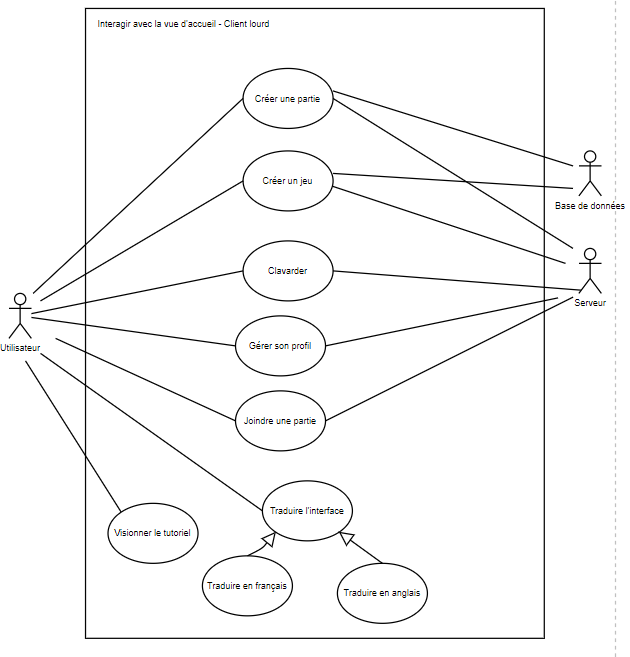 Interagir avec la vue d'accueil - Client lourd
Créer une partie
Créer un jeu
Base de données
Clavarder
Serveur
Utilisateur
Gérer son profil
Joindre une partie
Traduire l'interface
Visionner le tutoriel
Traduire en français
Traduire en anglais